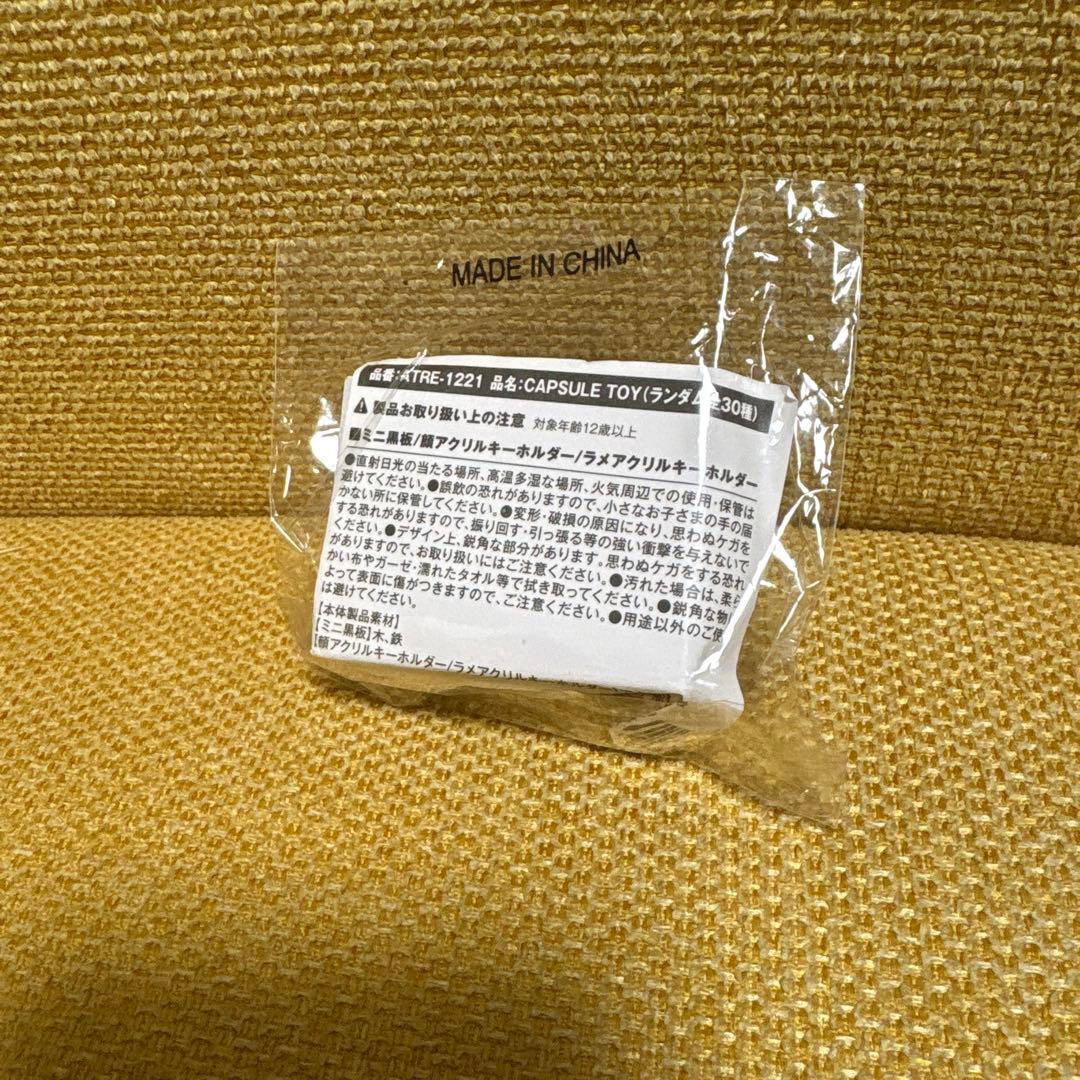 MADE IN CHINA
品番:ATRE-1221 品名:CAPSULE TOY(ランダム全30種)
製品お取り扱い上の注意 対象年齢12歳以上
ミニ黒板/顔アクリルキーホルダー/ラメアクリルキーホルダー
●直射日光の当たる場所、高温多湿な場所、火気周辺での使用・保管は
避けてください。●誤飲の恐れがありますので、小さなお子さまの手の届
かない所に保管してください。●変形・破損の原因になり、思わぬケガを
する恐れがありますので、振り回す・引っ張る等の強い衝撃を与えないで
ください。●デザイン上、鋭角な部分があります。思わぬケガをする恐れ
がありますので、お取り扱いにはご注意ください。●汚れた場合は、柔ら
かい布やガーゼ・濡れたタオル等で拭き取ってください。●鋭角な物に
よって表面に傷がつきますので、ご注意ください。●用途以外のご使
は避けてください。
【本体製品素材】
【ミニ黒板】木、鉄
【顔アクリルキーホルダー/ラメアクリルキ